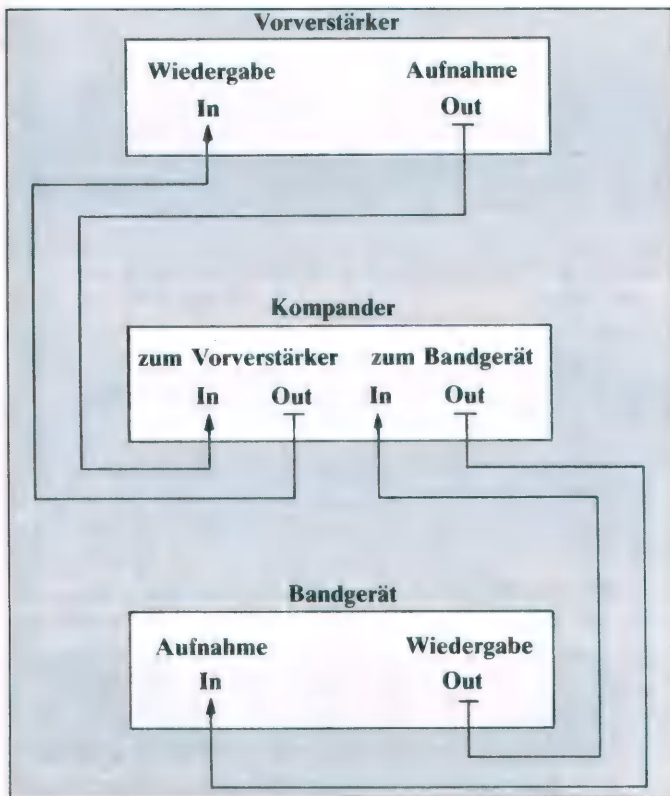 Vorverstärker
Wiedergabe Aufnahme
In Out
Kompander
zum Vorverstärker zum Bandgerät
In Out In Out
Bandgerät
Aufnahme Wiedergabe
In Out